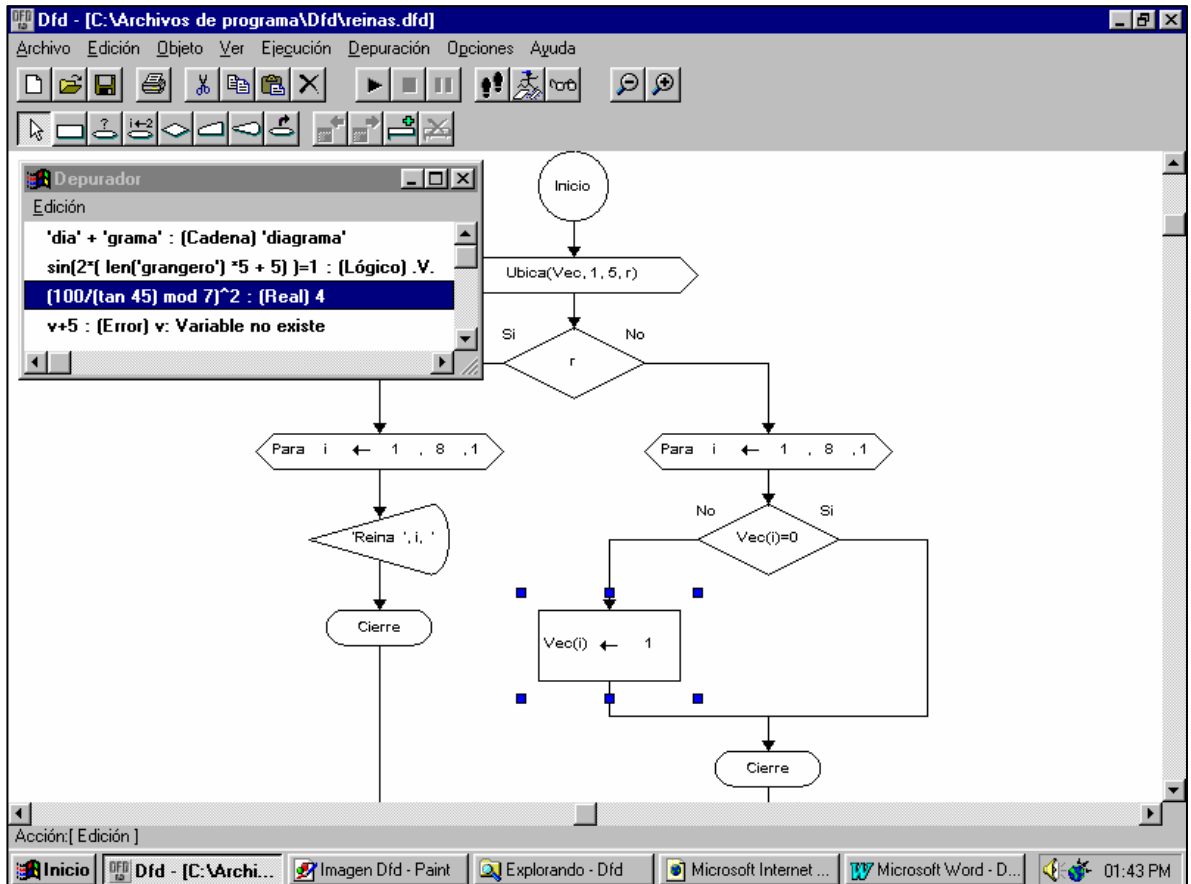 Dfd - [C:\Archivos de programa\Dfd\reinas.dfd]
Archivo Edición Objeto Ver Ejecución Depuración Opciones Ayuda
Depurador
Edición
'dia' + 'grama' : (Cadena) 'diagrama'
sin(2*( len('grangero') *5 + 5) )=1 : (Lógico) .V.
(100/(tan 45) mod 7)^2 : (Real) 4
v+5 : (Error) v: Variable no existe
Inicio
Ubica(Vec, 1, 5, r)
Si No
r
Para i ← 1 , 8 ,1
Para i ← 1 , 8 ,1
'Reina ', i, '
No Si
Vec(i)=0
Cierre
Vec(i) ← 1
Cierre
Acción:[ Edición ]
Inicio Dfd - [C:\Archi... Imagen Dfd - Paint Explorando - Dfd Microsoft Internet ... Microsoft Word - D... 01:43 PM